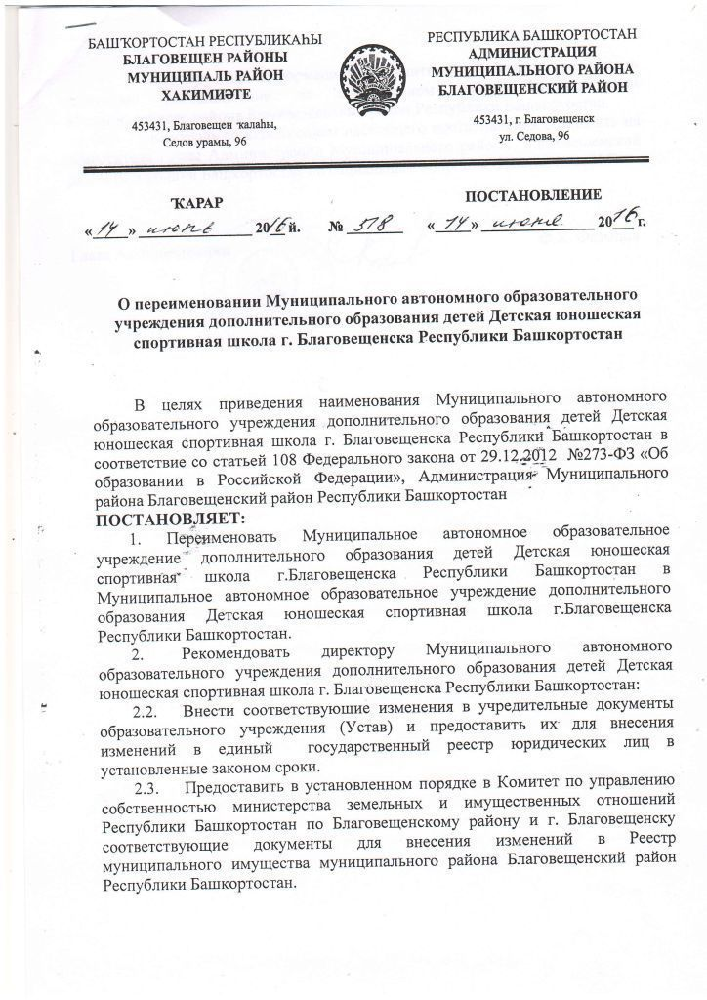 БАШҠОРТОСТАН РЕСПУБЛИКАҺЫ
БЛАГОВЕЩЕН РАЙОНЫ
МУНИЦИПАЛЬ РАЙОН
ХАКИМИӘТЕ
453431, Благовещен ҡалаһы,
Седов урамы, 96
РЕСПУБЛИКА БАШКОРТОСТАН
АДМИНИСТРАЦИЯ
МУНИЦИПАЛЬНОГО РАЙОНА
БЛАГОВЕЩЕНСКИЙ РАЙОН
453431, г. Благовещенск
ул. Седова, 96
ҠАРАР
ПОСТАНОВЛЕНИЕ
« 14 » июнь 2016 й. № 518 « 14 » июня 2016 г.
О переименовании Муниципального автономного образовательного
учреждения дополнительного образования детей Детская юношеская
спортивная школа г. Благовещенска Республики Башкортостан
В целях приведения наименования Муниципального автономного
образовательного учреждения дополнительного образования детей Детская
юношеская спортивная школа г. Благовещенска Республики Башкортостан в
соответствие со статьей 108 Федерального закона от 29.12.2012 №273-ФЗ «Об
образовании в Российской Федерации», Администрация Муниципального
района Благовещенский район Республики Башкортостан
ПОСТАНОВЛЯЕТ:
1. Переименовать Муниципальное автономное образовательное
учреждение дополнительного образования детей Детская юношеская
спортивная школа г.Благовещенска Республики Башкортостан в
Муниципальное автономное образовательное учреждение дополнительного
образования Детская юношеская спортивная школа г.Благовещенска
Республики Башкортостан.
2. Рекомендовать директору Муниципального автономного
образовательного учреждения дополнительного образования детей Детская
юношеская спортивная школа г. Благовещенска Республики Башкортостан:
2.2. Внести соответствующие изменения в учредительные документы
образовательного учреждения (Устав) и предоставить их для внесения
изменений в единый государственный реестр юридических лиц в
установленные законом сроки.
2.3. Предоставить в установленном порядке в Комитет по управлению
собственностью министерства земельных и имущественных отношений
Республики Башкортостан по Благовещенскому району и г. Благовещенску
соответствующие документы для внесения изменений в Реестр
муниципального имущества муниципального района Благовещенский район
Республики Башкортостан.